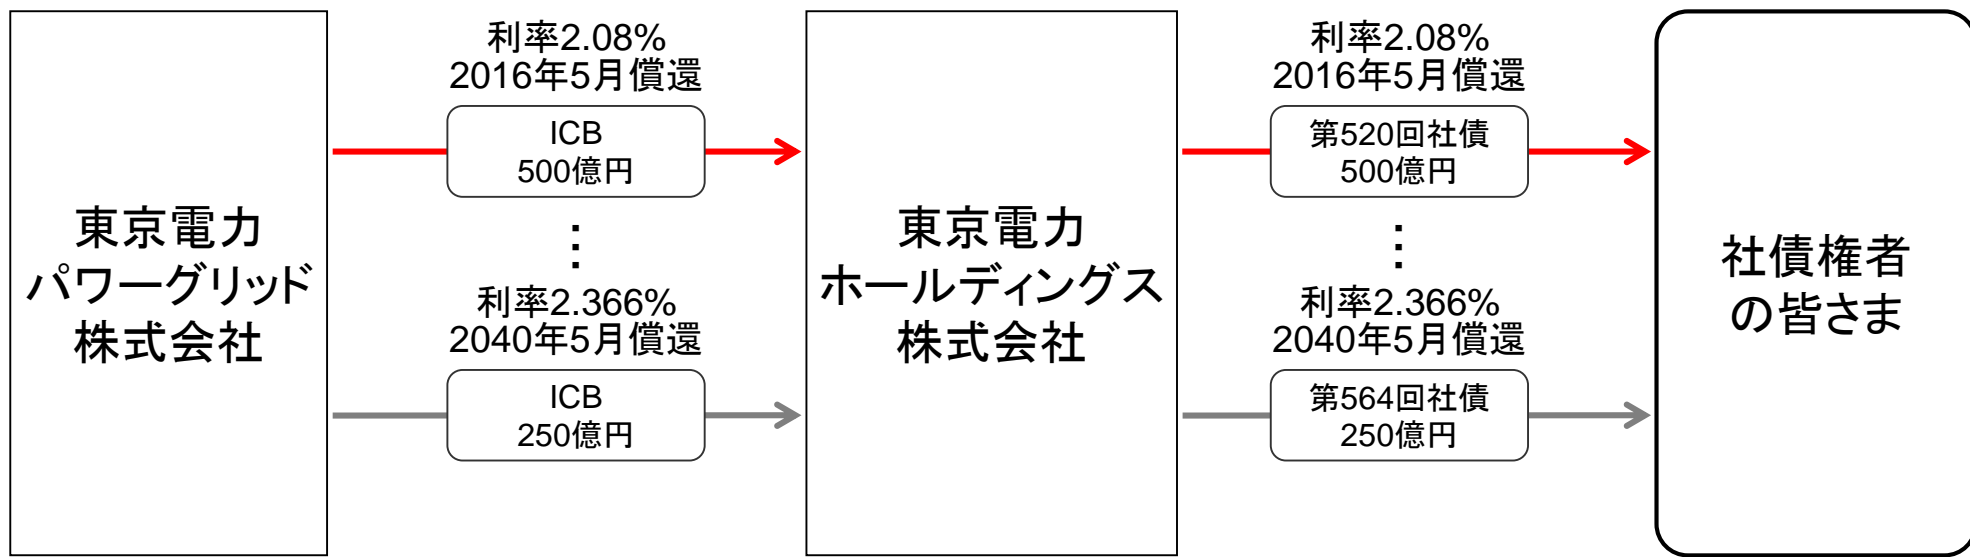 東京電力
パワーグリッド
株式会社
利率2.08%
2016年5月償還
ICB
500億円
⋮
利率2.366%
2040年5月償還
ICB
250億円
東京電力
ホールディングス
株式会社
利率2.08%
2016年5月償還
第520回社債
500億円
⋮
利率2.366%
2040年5月償還
第564回社債
250億円
社債権者
の皆さま